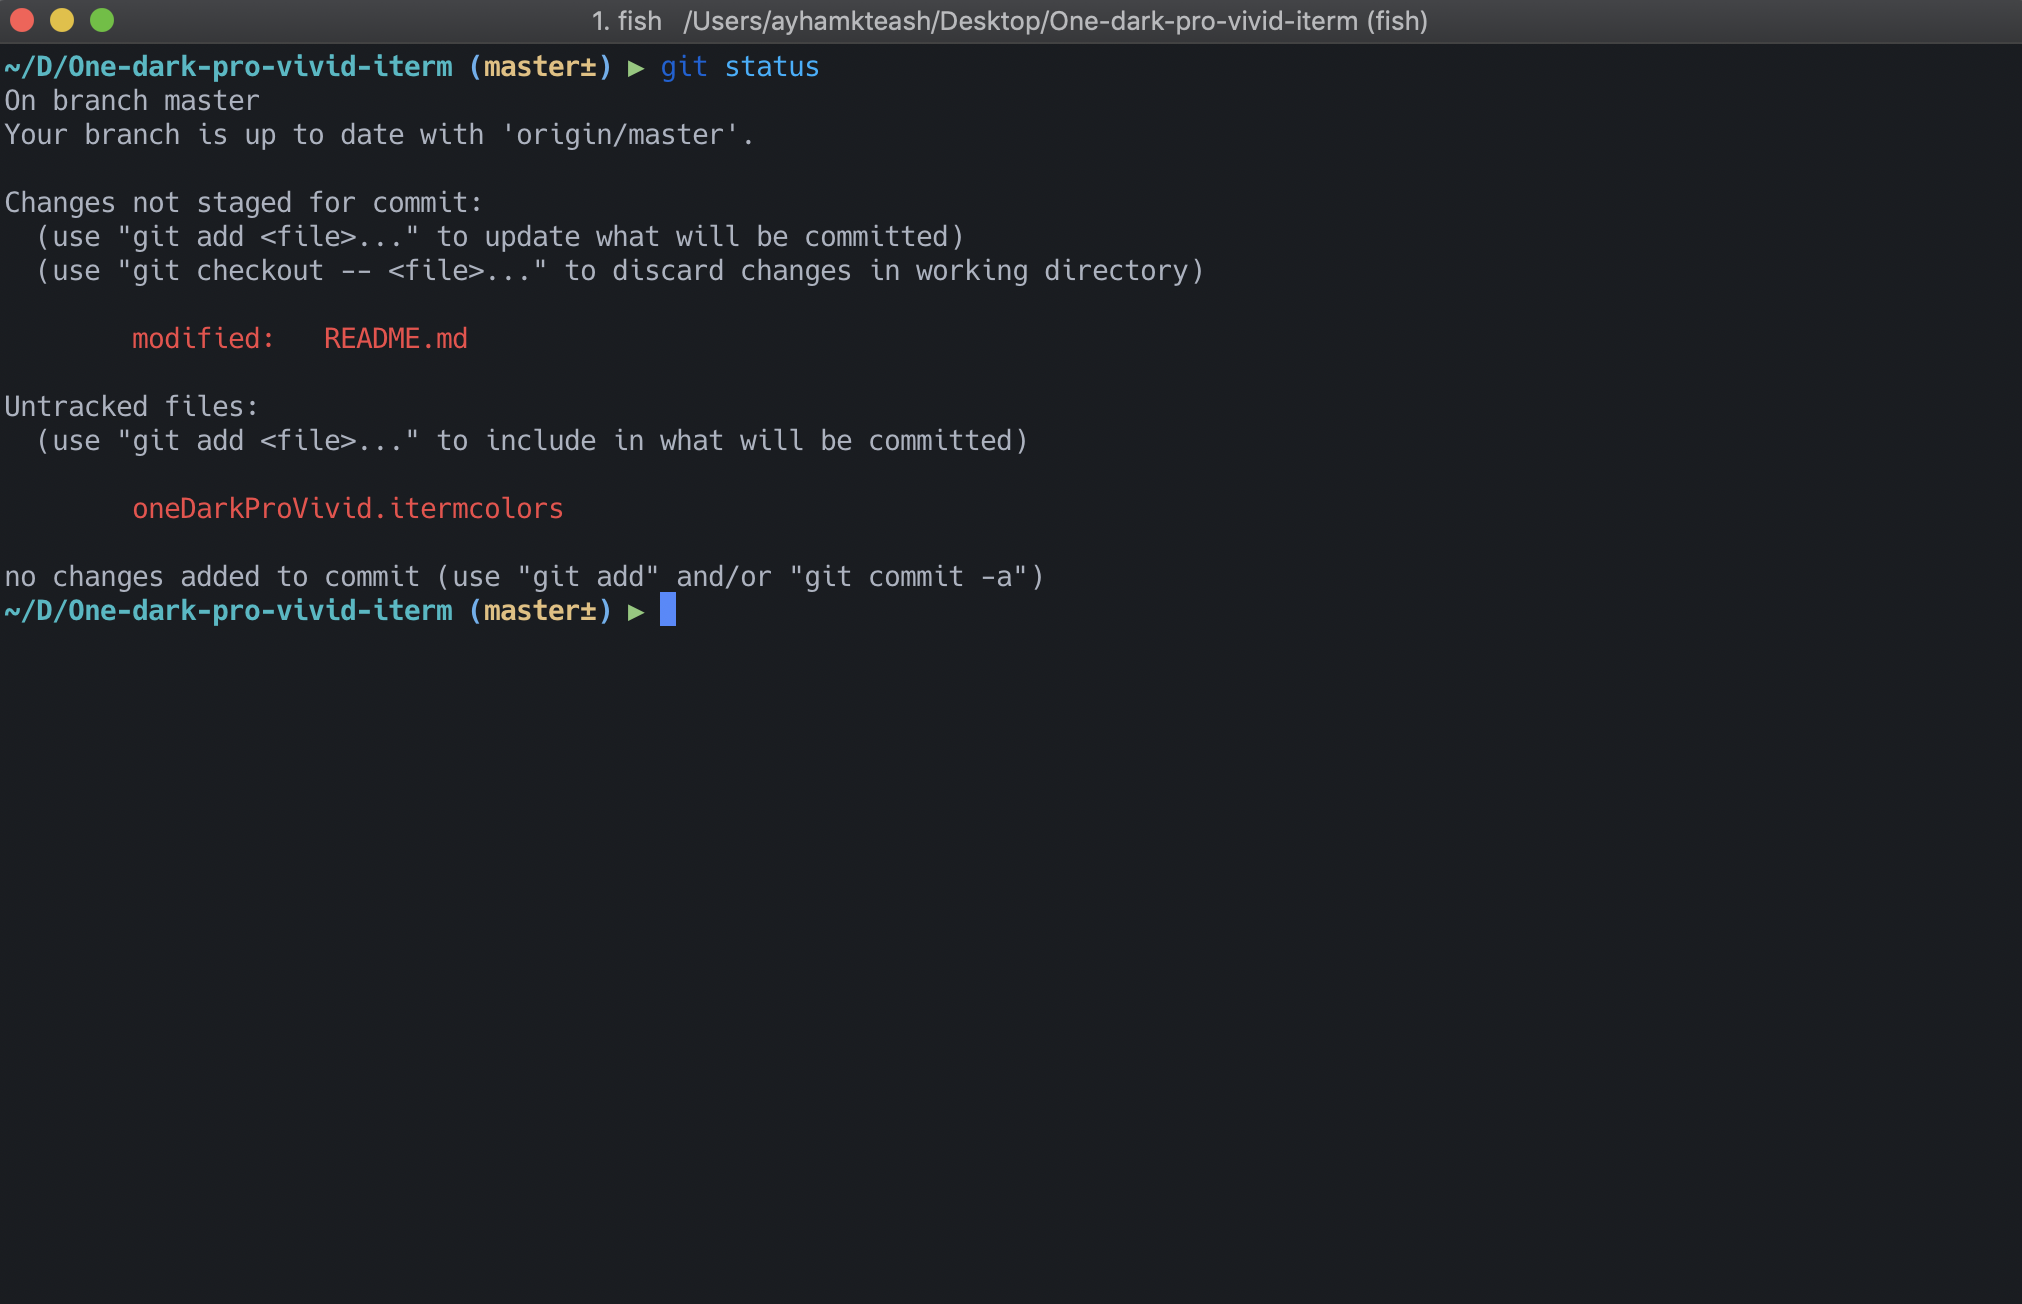 1. fish   /Users/ayhamkteash/Desktop/One-dark-pro-vivid-iterm (fish)
~/D/One-dark-pro-vivid-iterm (master±) ▶ git status
On branch master
Your branch is up to date with 'origin/master'.

Changes not staged for commit:
  (use "git add <file>..." to update what will be committed)
  (use "git checkout -- <file>..." to discard changes in working directory)

        modified:   README.md

Untracked files:
  (use "git add <file>..." to include in what will be committed)

        oneDarkProVivid.itermcolors

no changes added to commit (use "git add" and/or "git commit -a")
~/D/One-dark-pro-vivid-iterm (master±) ▶